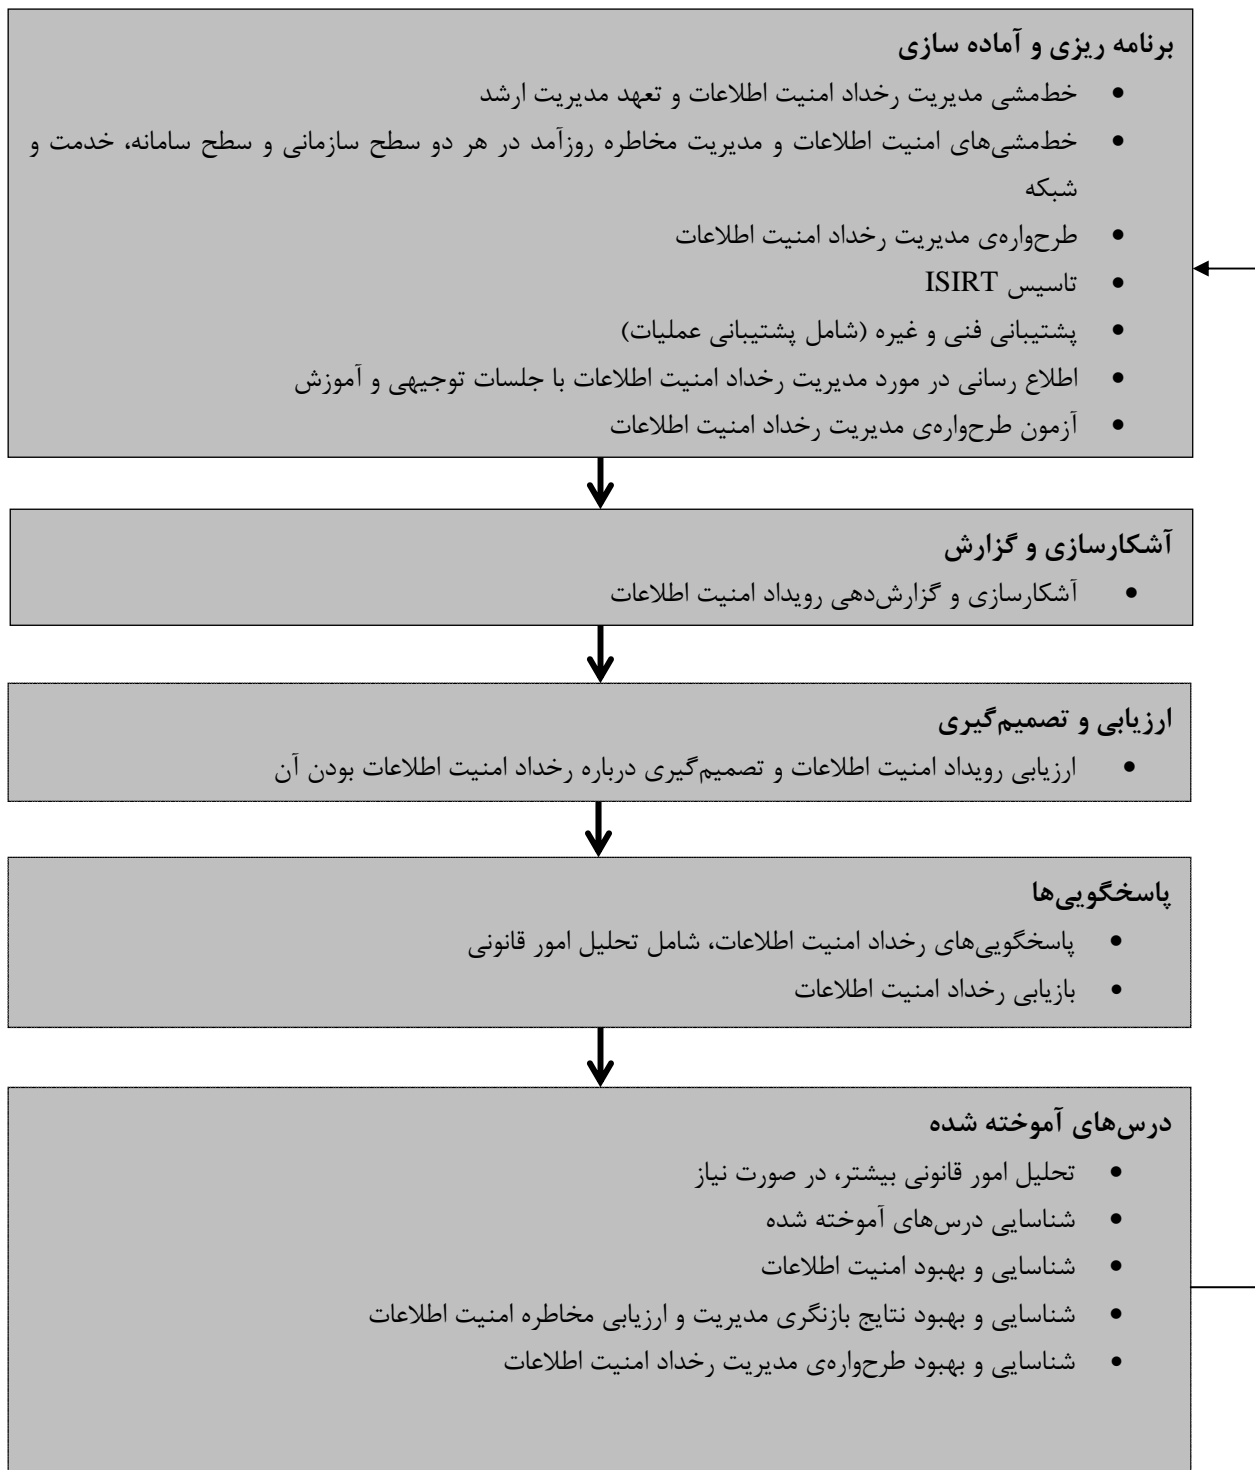 برنامه ریزی و آماده سازی
• خط‌مشی مدیریت رخداد امنیت اطلاعات و تعهد مدیریت ارشد
• خط‌مشی‌های امنیت اطلاعات و مدیریت مخاطره روزآمد در هر دو سطح سازمانی و سطح سامانه، خدمت و
شبکه
• طرح‌واره‌ی مدیریت رخداد امنیت اطلاعات
• تاسیس ISIRT
• پشتیبانی فنی و غیره (شامل پشتیبانی عملیات)
• اطلاع رسانی در مورد مدیریت رخداد امنیت اطلاعات با جلسات توجیهی و آموزش
• آزمون طرح‌واره‌ی مدیریت رخداد امنیت اطلاعات
آشکارسازی و گزارش
• آشکارسازی و گزارش‌دهی رویداد امنیت اطلاعات
ارزیابی و تصمیم‌گیری
• ارزیابی رویداد امنیت اطلاعات و تصمیم‌گیری درباره رخداد امنیت اطلاعات بودن آن
پاسخگویی‌ها
• پاسخگویی‌های رخداد امنیت اطلاعات، شامل تحلیل امور قانونی
• بازیابی رخداد امنیت اطلاعات
درس‌های آموخته شده
• تحلیل امور قانونی بیشتر، در صورت نیاز
• شناسایی درس‌های آموخته شده
• شناسایی و بهبود امنیت اطلاعات
• شناسایی و بهبود نتایج بازنگری مدیریت و ارزیابی مخاطره امنیت اطلاعات
• شناسایی و بهبود طرح‌واره‌ی مدیریت رخداد امنیت اطلاعات